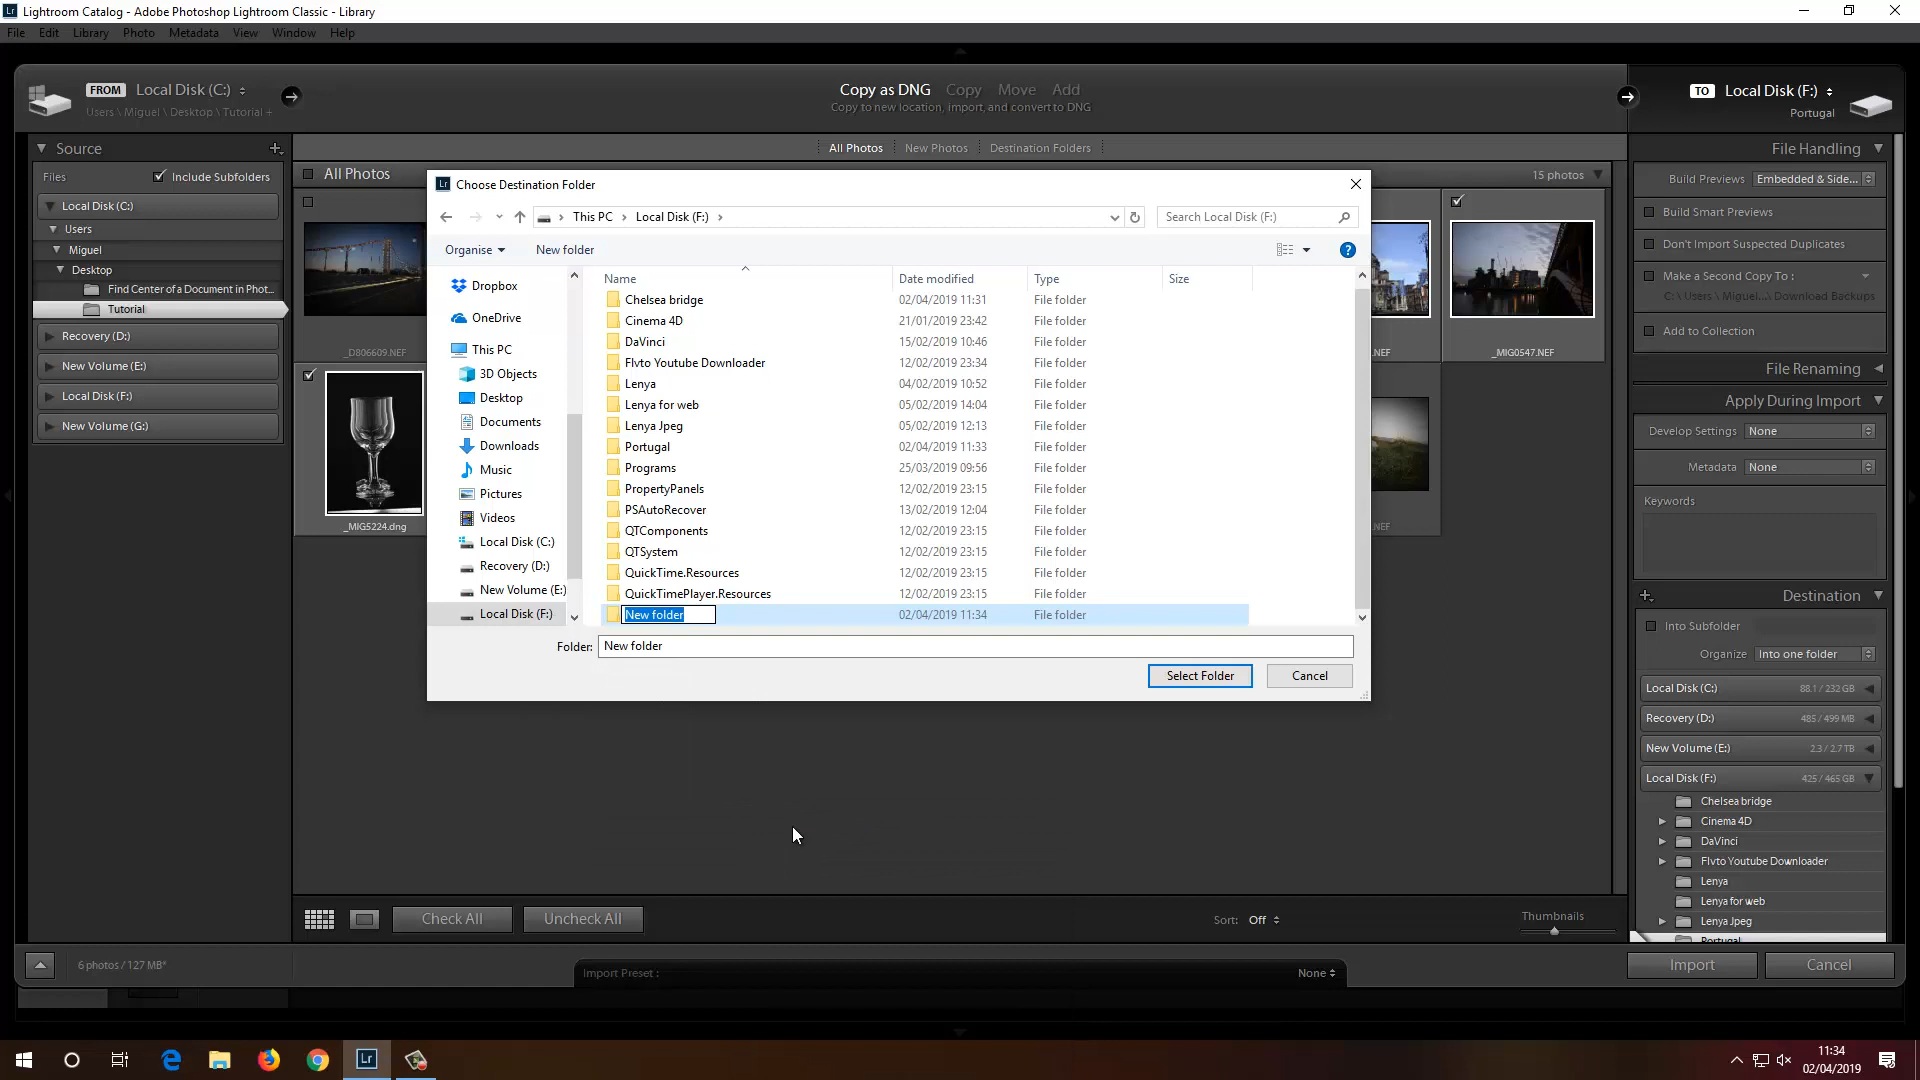 Lightroom Catalog - Adobe Photoshop Lightroom Classic - Library
File Edit Library Photo Metadata View Window Help
FROM Local Disk (C:)
Users \ Miguel \ Desktop \ Tutorial +
Copy as DNG Copy Move Add
Copy to new location, import, and convert to DNG
TO Local Disk (F:)
Portugal
Source
Files Include Subfolders
Local Disk (C:)
Users
Miguel
Desktop
Find Center of a Document in Phot...
Tutorial
Recovery (D:)
New Volume (E:)
Local Disk (F:)
New Volume (G:)
All Photos New Photos Destination Folders
All Photos
15 photos
_D806609.NEF
.NEF
_MIG0547.NEF
_MIG5224.dng
.NEF
Lr Choose Destination Folder
This PC > Local Disk (F:) >
Search Local Disk (F:)
Organise New folder
?
Dropbox
OneDrive
This PC
3D Objects
Desktop
Documents
Downloads
Music
Pictures
Videos
Local Disk (C:)
Recovery (D:)
New Volume (E:)
Local Disk (F:)
Name Date modified Type Size
Chelsea bridge 02/04/2019 11:31 File folder
Cinema 4D 21/01/2019 23:42 File folder
DaVinci 15/02/2019 10:46 File folder
Flvto Youtube Downloader 12/02/2019 23:34 File folder
Lenya 04/02/2019 10:52 File folder
Lenya for web 05/02/2019 14:04 File folder
Lenya Jpeg 05/02/2019 12:13 File folder
Portugal 02/04/2019 11:33 File folder
Programs 25/03/2019 09:56 File folder
PropertyPanels 12/02/2019 23:15 File folder
PSAutoRecover 13/02/2019 12:04 File folder
QTComponents 12/02/2019 23:15 File folder
QTSystem 12/02/2019 23:15 File folder
QuickTime.Resources 12/02/2019 23:15 File folder
QuickTimePlayer.Resources 12/02/2019 23:15 File folder
New folder 02/04/2019 11:34 File folder
Folder: New folder
Select Folder Cancel
File Handling
Build Previews Embedded & Side...
Build Smart Previews
Don't Import Suspected Duplicates
Make a Second Copy To :
C:\ Users \ Miguel...\ Download Backups
Add to Collection
File Renaming
Apply During Import
Develop Settings None
Metadata None
Keywords
Destination
Into Subfolder
Organize Into one folder
Local Disk (C:) 88.1 / 232 GB
Recovery (D:) 485 / 499 MB
New Volume (E:) 2.3 / 2.7 TB
Local Disk (F:) 425 / 465 GB
Chelsea bridge
Cinema 4D
DaVinci
Flvto Youtube Downloader
Lenya
Lenya for web
Lenya Jpeg
Portugal
Check All Uncheck All
Sort: Off
Thumbnails
6 photos / 127 MB*
Import Preset : None
Import Cancel
Lr
11:34
02/04/2019